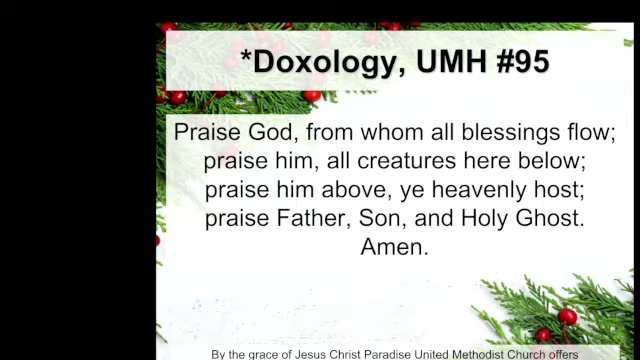 *Doxology, UMH #95
Praise God, from whom all blessings flow;
praise him, all creatures here below;
praise him above, ye heavenly host;
praise Father, Son, and Holy Ghost.
Amen.
By the grace of Jesus Christ Paradise United Methodist Church offers